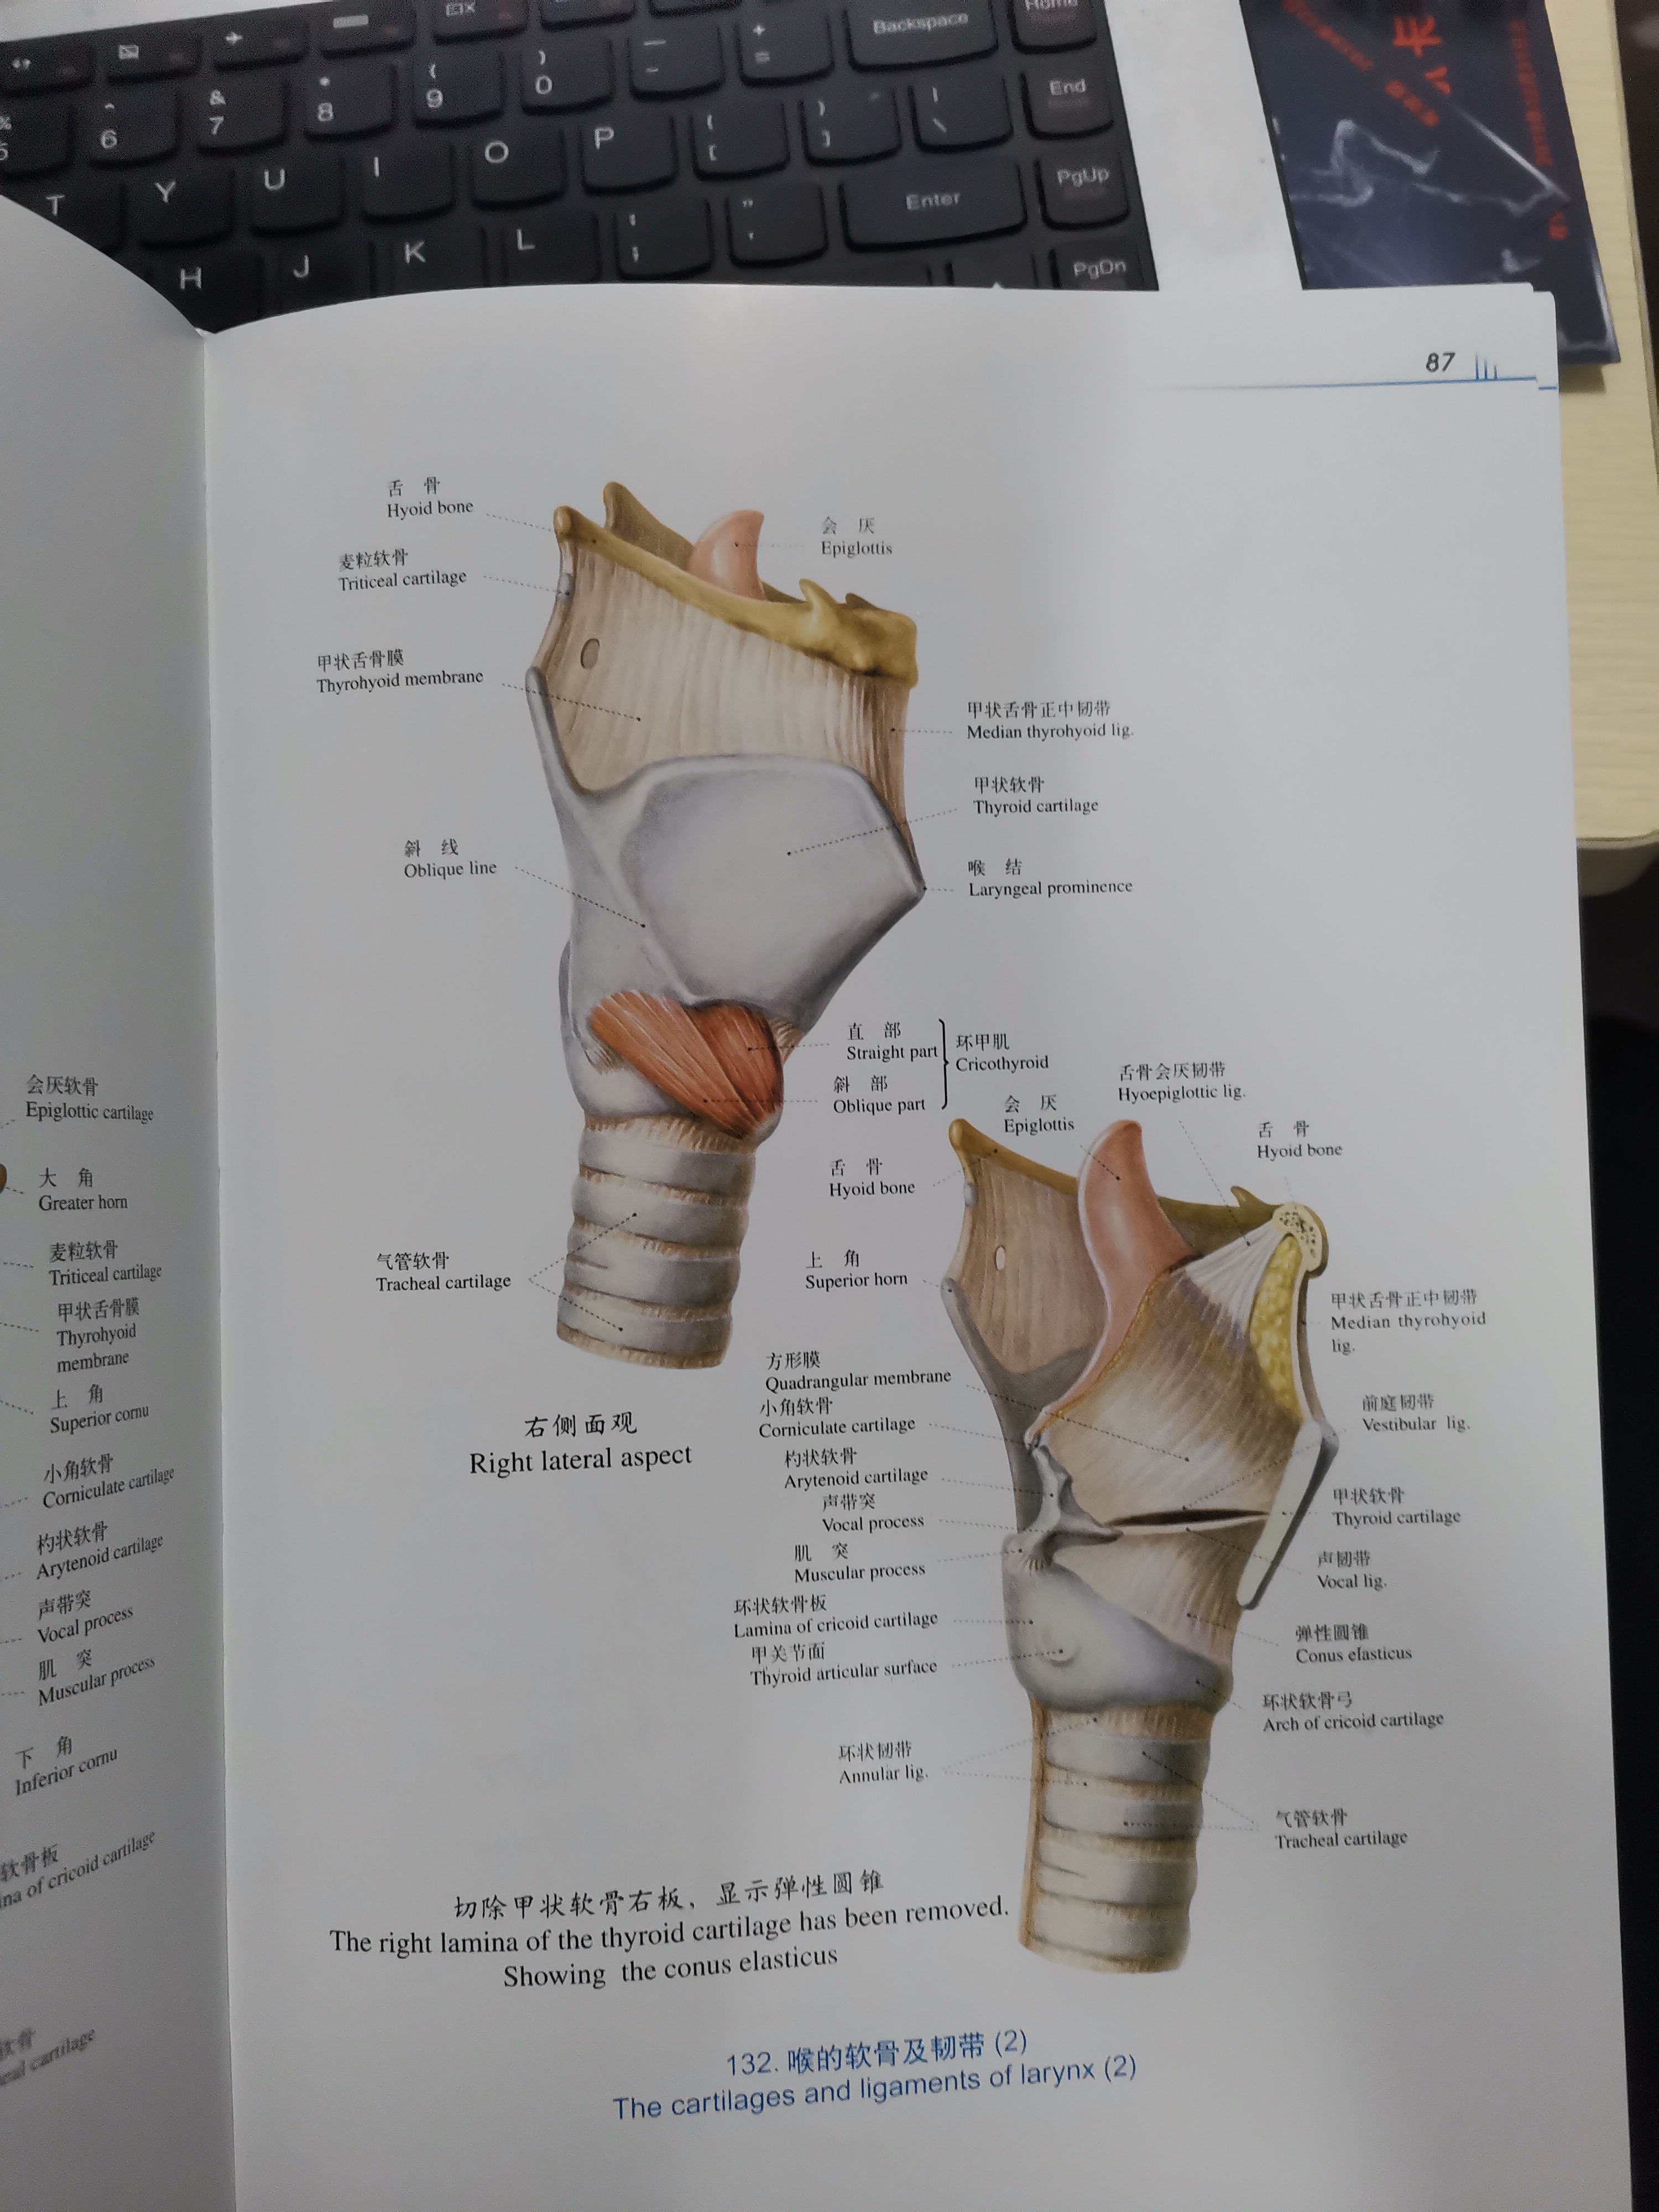 Backspace
Home
6
7
8
9
0
End
T
Y
U
I
O
P
PgUp
Enter
H
J
K
L
PgDn
卡
87
舌 骨
Hyoid bone
会 厌
Epiglottis
麦粒软骨
Triticeal cartilage
甲状舌骨膜
Thyrohyoid membrane
甲状舌骨正中韧带
Median thyrohyoid lig.
甲状软骨
Thyroid cartilage
斜 线
Oblique line
喉 结
Laryngeal prominence
直 部
Straight part
斜 部
Oblique part
环甲肌
Cricothyroid
气管软骨
Tracheal cartilage
右侧面观
Right lateral aspect
会 厌
Epiglottis
舌骨会厌韧带
Hyoepiglottic lig.
舌 骨
Hyoid bone
舌 骨
Hyoid bone
上 角
Superior horn
甲状舌骨正中韧带
Median thyrohyoid
lig.
方形膜
Quadrangular membrane
小角软骨
Corniculate cartilage
前庭韧带
Vestibular lig.
杓状软骨
Arytenoid cartilage
声带突
Vocal process
甲状软骨
Thyroid cartilage
肌 突
Muscular process
声韧带
Vocal lig.
环状软骨板
Lamina of cricoid cartilage
弹性圆锥
Conus elasticus
甲关节面
Thyroid articular surface
环状软骨弓
Arch of cricoid cartilage
环状韧带
Annular lig.
气管软骨
Tracheal cartilage
切除甲状软骨右板，显示弹性圆锥
The right lamina of the thyroid cartilage has been removed.
Showing the conus elasticus
132. 喉的软骨及韧带 (2)
The cartilages and ligaments of larynx (2)
会厌软骨
Epiglottic cartilage
大 角
Greater horn
麦粒软骨
Triticeal cartilage
甲状舌骨膜
Thyrohyoid
membrane
上 角
Superior cornu
小角软骨
Corniculate cartilage
杓状软骨
Arytenoid cartilage
声带突
Vocal process
肌 突
Muscular process
下 角
Inferior cornu
软骨板
of cricoid cartilage
软骨
cartilage